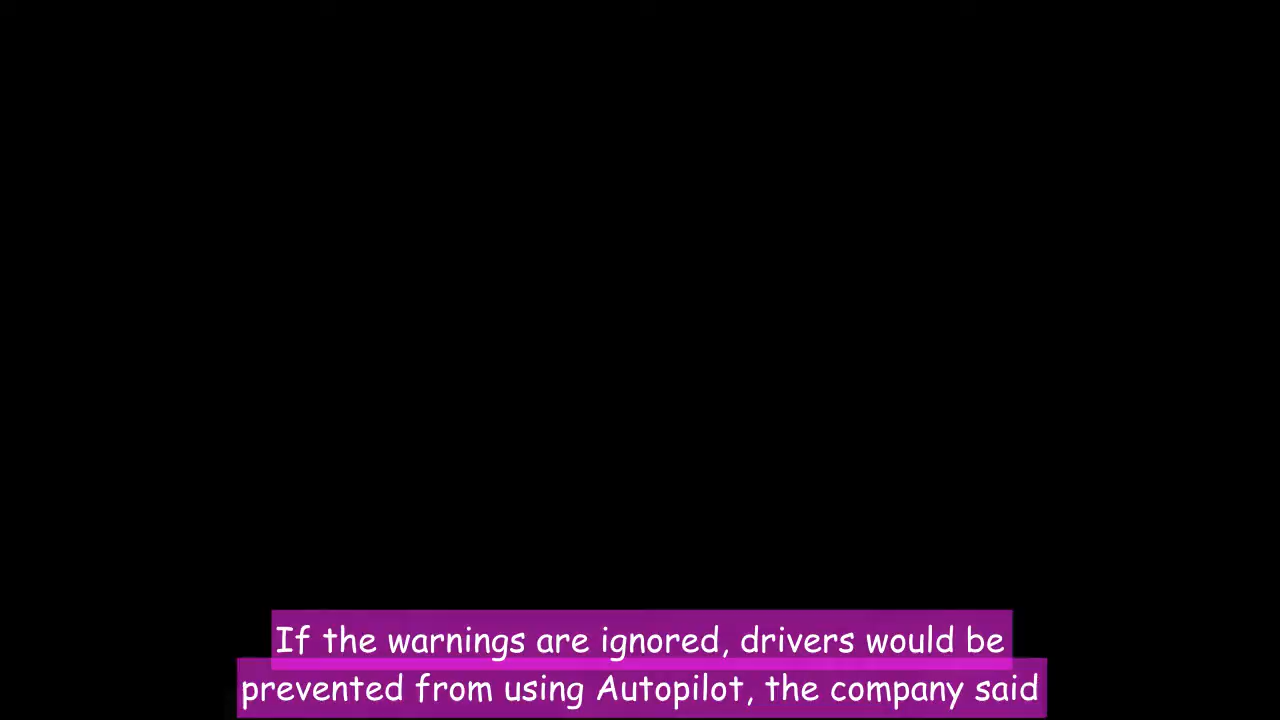 If the warnings are ignored, drivers would be
prevented from using Autopilot, the company said